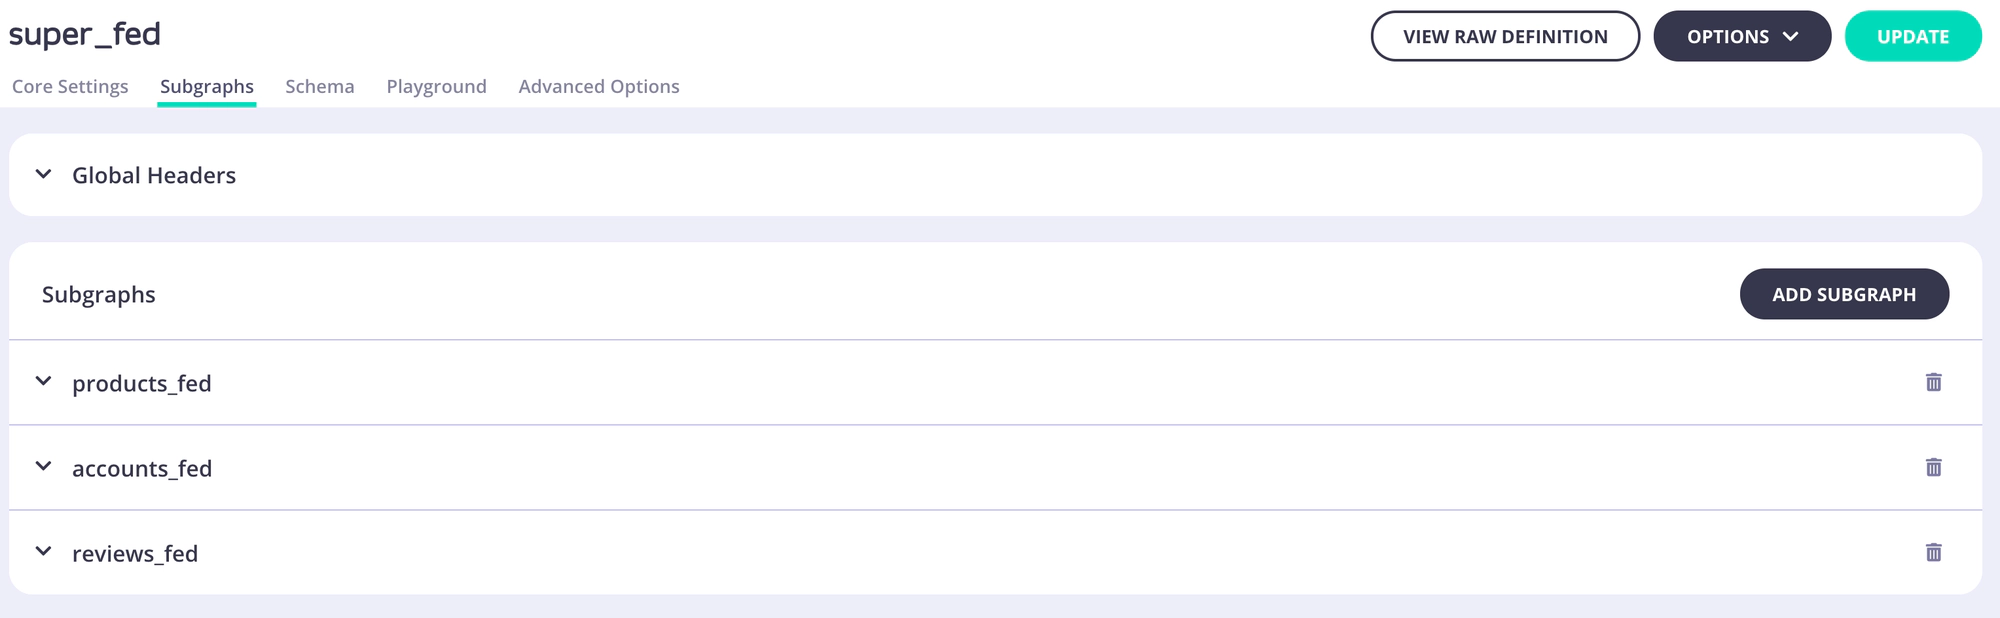 super_fed
VIEW RAW DEFINITION
OPTIONS
UPDATE
Core Settings
Subgraphs
Schema
Playground
Advanced Options
Global Headers
Subgraphs
ADD SUBGRAPH
products_fed
accounts_fed
reviews_fed